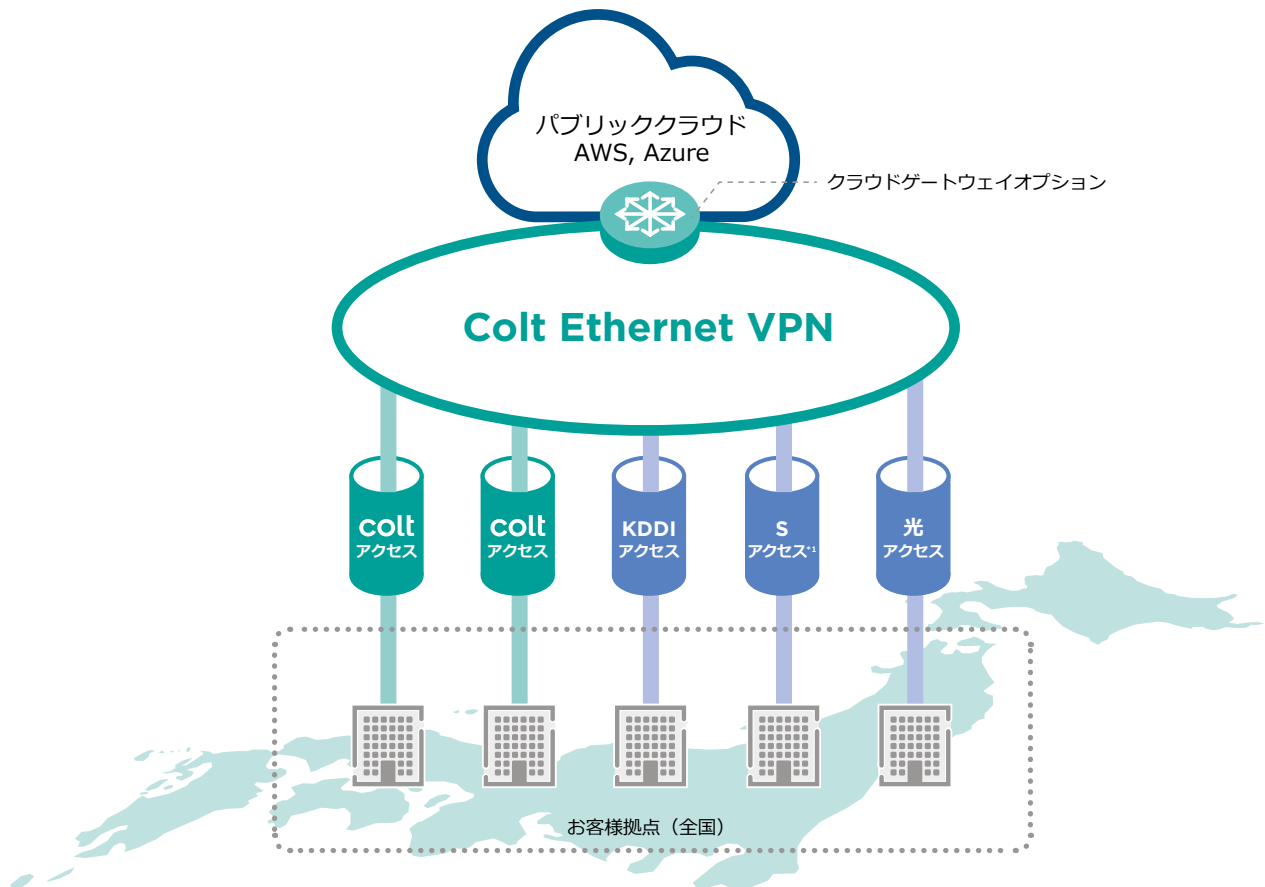 パブリッククラウド
AWS, Azure
クラウドゲートウェイオプション
Colt Ethernet VPN
colt
アクセス
colt
アクセス
KDDI
アクセス
S
アクセス*1
光
アクセス
お客様拠点（全国）